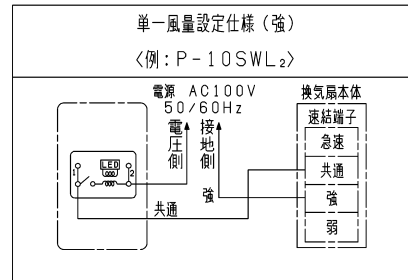 単一風量設定仕様（強）
〈例：P－10SWL₂〉
電源 AC100V
50/60Hz
電圧側
接地側
換気扇本体
速結端子
急速
共通
強
弱
LED
1
2
共通
強